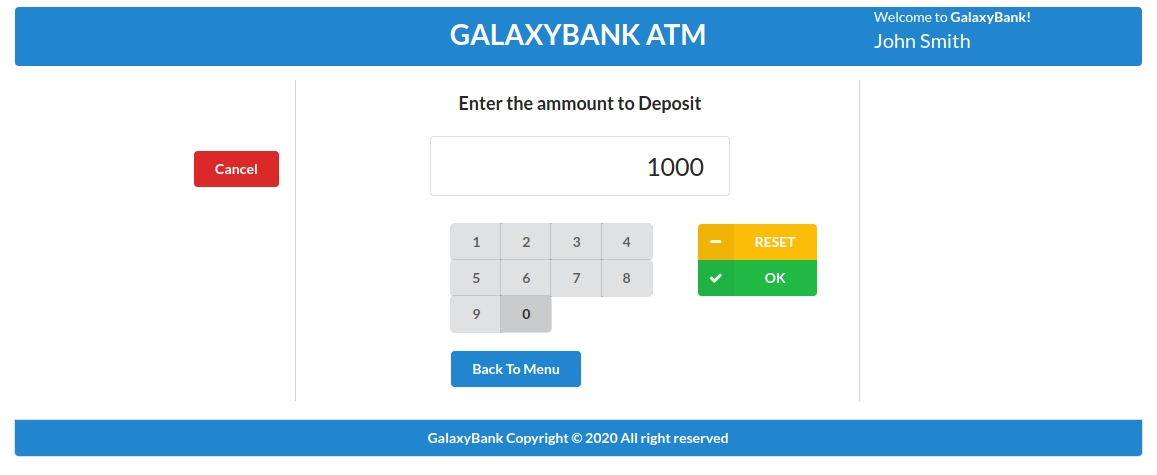 GALAXYBANK ATM
Welcome to GalaxyBank!
John Smith
Enter the ammount to Deposit
Cancel
1000
1 2 3 4
RESET
5 6 7 8
OK
9 0
Back To Menu
GalaxyBank Copyright © 2020 All right reserved